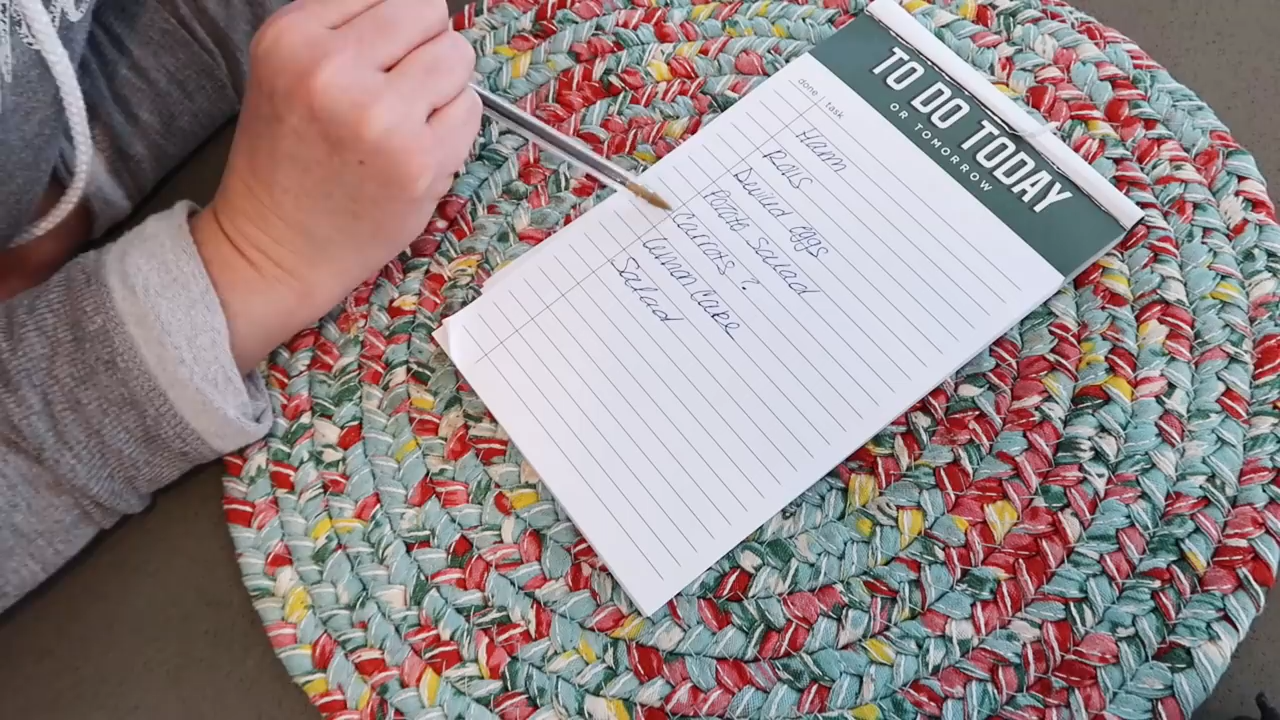 TO DO TODAY
OR TOMORROW
done task
Ham
Rolls
Deviled eggs
Potato Salad
Carrots ?
Lemon Cake
Salad